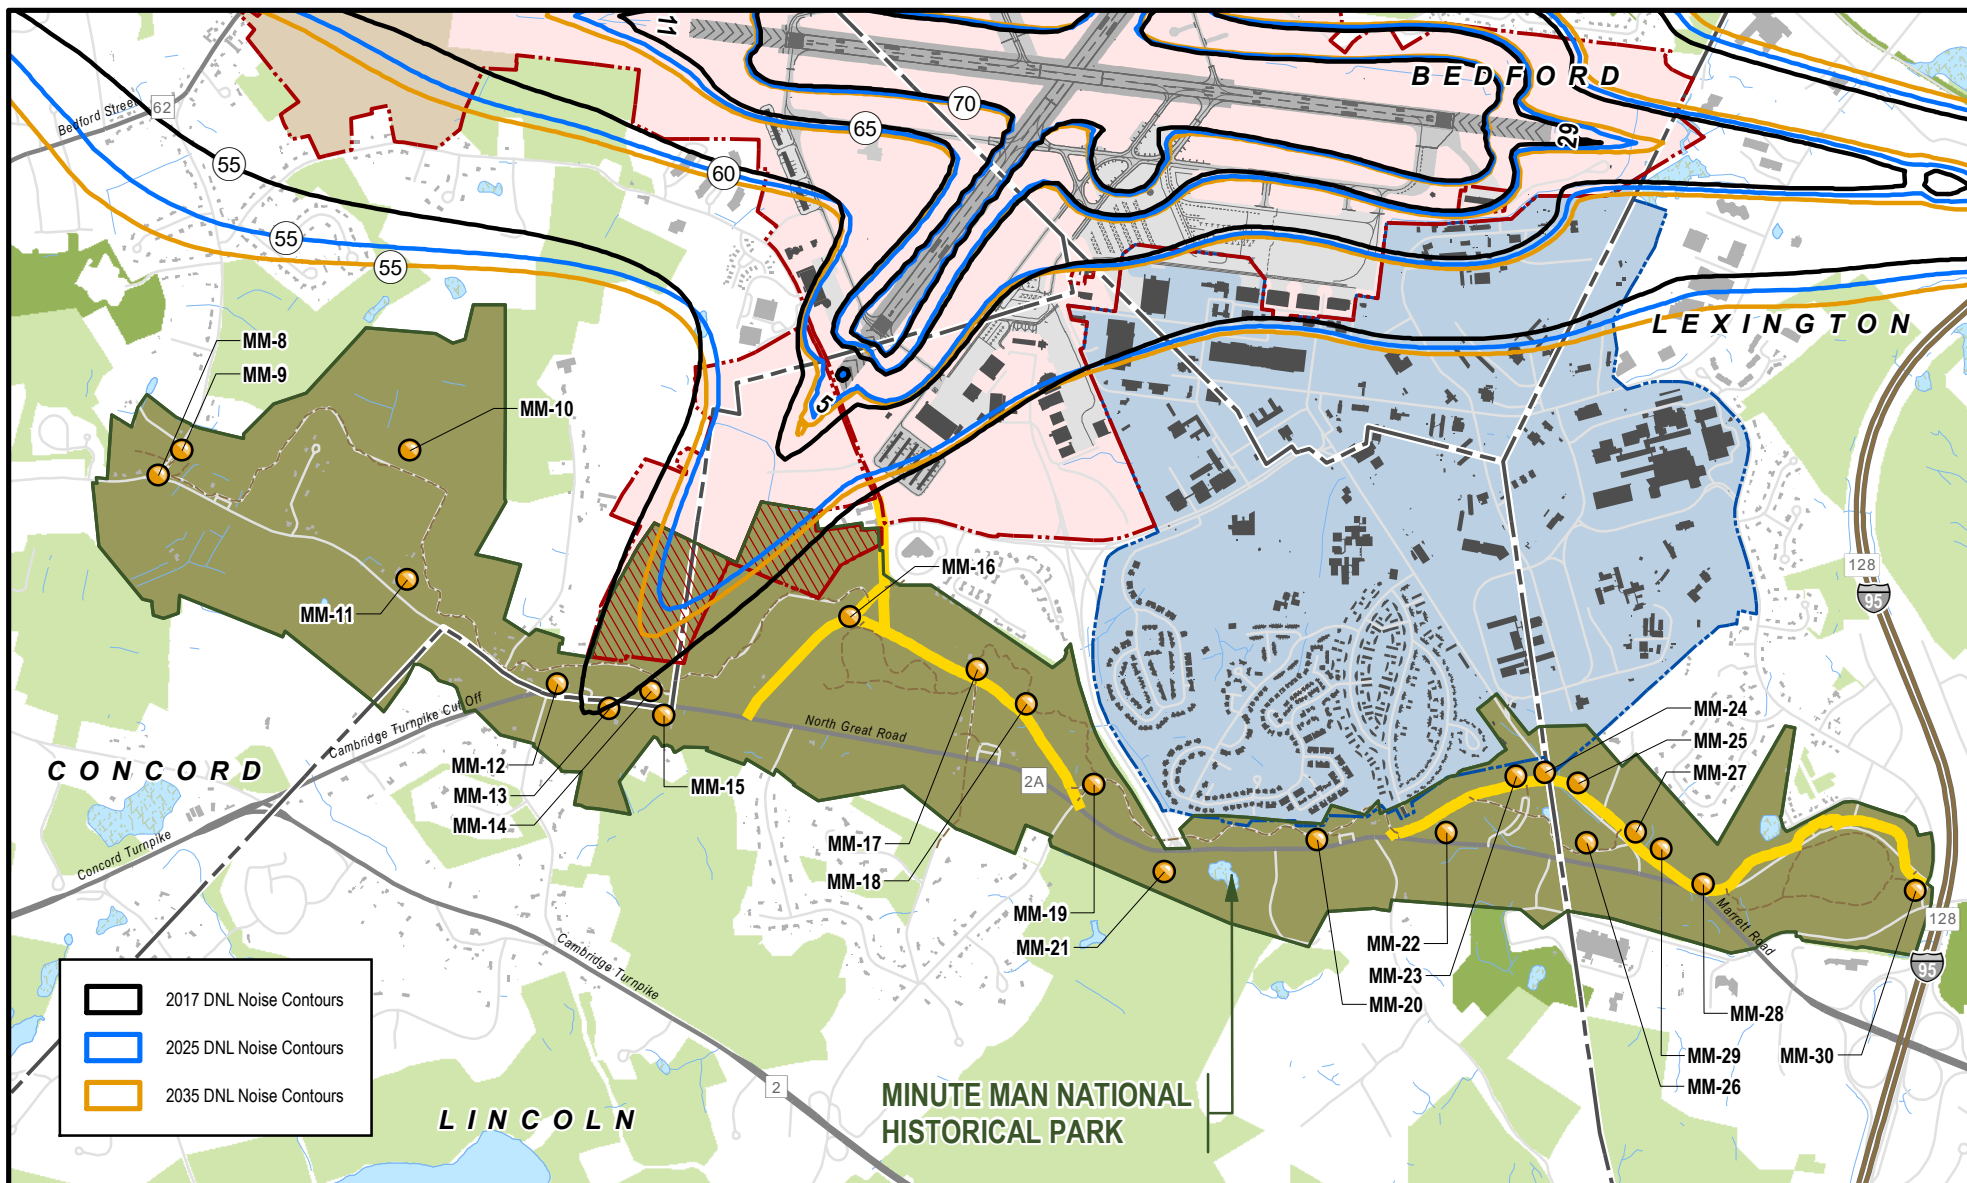 11
BEDFORD
70
62
Bedford Street
65
29
55
60
55
55
LEXINGTON
MM-8
MM-9
MM-10
5
MM-16
128
95
MM-11
North Great Road
Cambridge Turnpike Cut Off
MM-24
MM-25
CONCORD
MM-12
MM-27
MM-13
MM-15
2A
MM-14
Concord Turnpike
MM-17
MM-18
MM-19
Marrett Road
128
MM-21
MM-22
Cambridge Turnpike
MM-23
95
MM-20
MM-28
2017 DNL Noise Contours
2025 DNL Noise Contours
MM-29
MM-30
2
MM-26
2035 DNL Noise Contours
MINUTE MAN NATIONAL
HISTORICAL PARK
LINCOLN